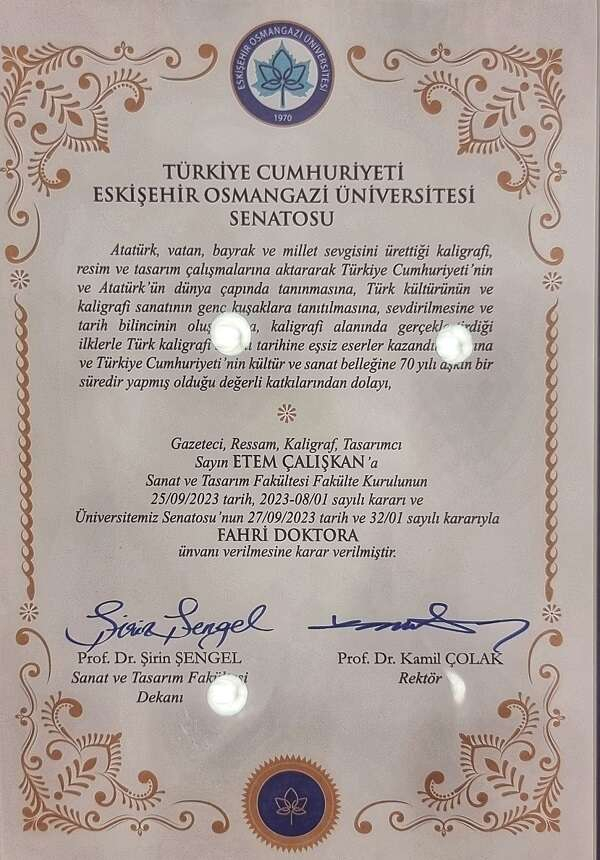 ESKİŞEHİR OSMANGAZİ ÜNİVERSİTESİ
1970
TÜRKİYE CUMHURİYETİ
ESKİŞEHİR OSMANGAZİ ÜNİVERSİTESİ
SENATOSU
Atatürk, vatan, bayrak ve millet sevgisini ürettiği kaligrafi,
resim ve tasarım çalışmalarına aktararak Türkiye Cumhuriyeti'nin
ve Atatürk'ün dünya çapında tanınmasına, Türk kültürünün ve
kaligrafi sanatının genç kuşaklara tanıtılmasına, sevdirilmesine ve
tarih bilincinin kaligrafi alanında
ilklerle Türk kaligrafi tarihine eşsiz eserler
ve Türkiye Cumhuriyeti'nin kültür ve sanat belleğine 70 yılı aşkın bir
süredir yapmış olduğu değerli katkılarından dolayı,
Gazeteci, Ressam, Kaligraf, Tasarımcı
Sayın ETEM ÇALIŞKAN'a
Sanat ve Tasarım Fakültesi Fakülte Kurulunun
25/09/2023 tarih, 2023-08/01 sayılı kararı ve
Üniversitemiz Senatosu'nun 27/09/2023 tarih ve 32/01 sayılı kararıyla
FAHRİ DOKTORA
ünvanı verilmesine karar verilmiştir.
Şirin Şengel
Prof. Dr. Şirin ŞENGEL Prof. Dr. Kamil ÇOLAK
Sanat ve Tasarım Fakültesi Rektör
Dekanı